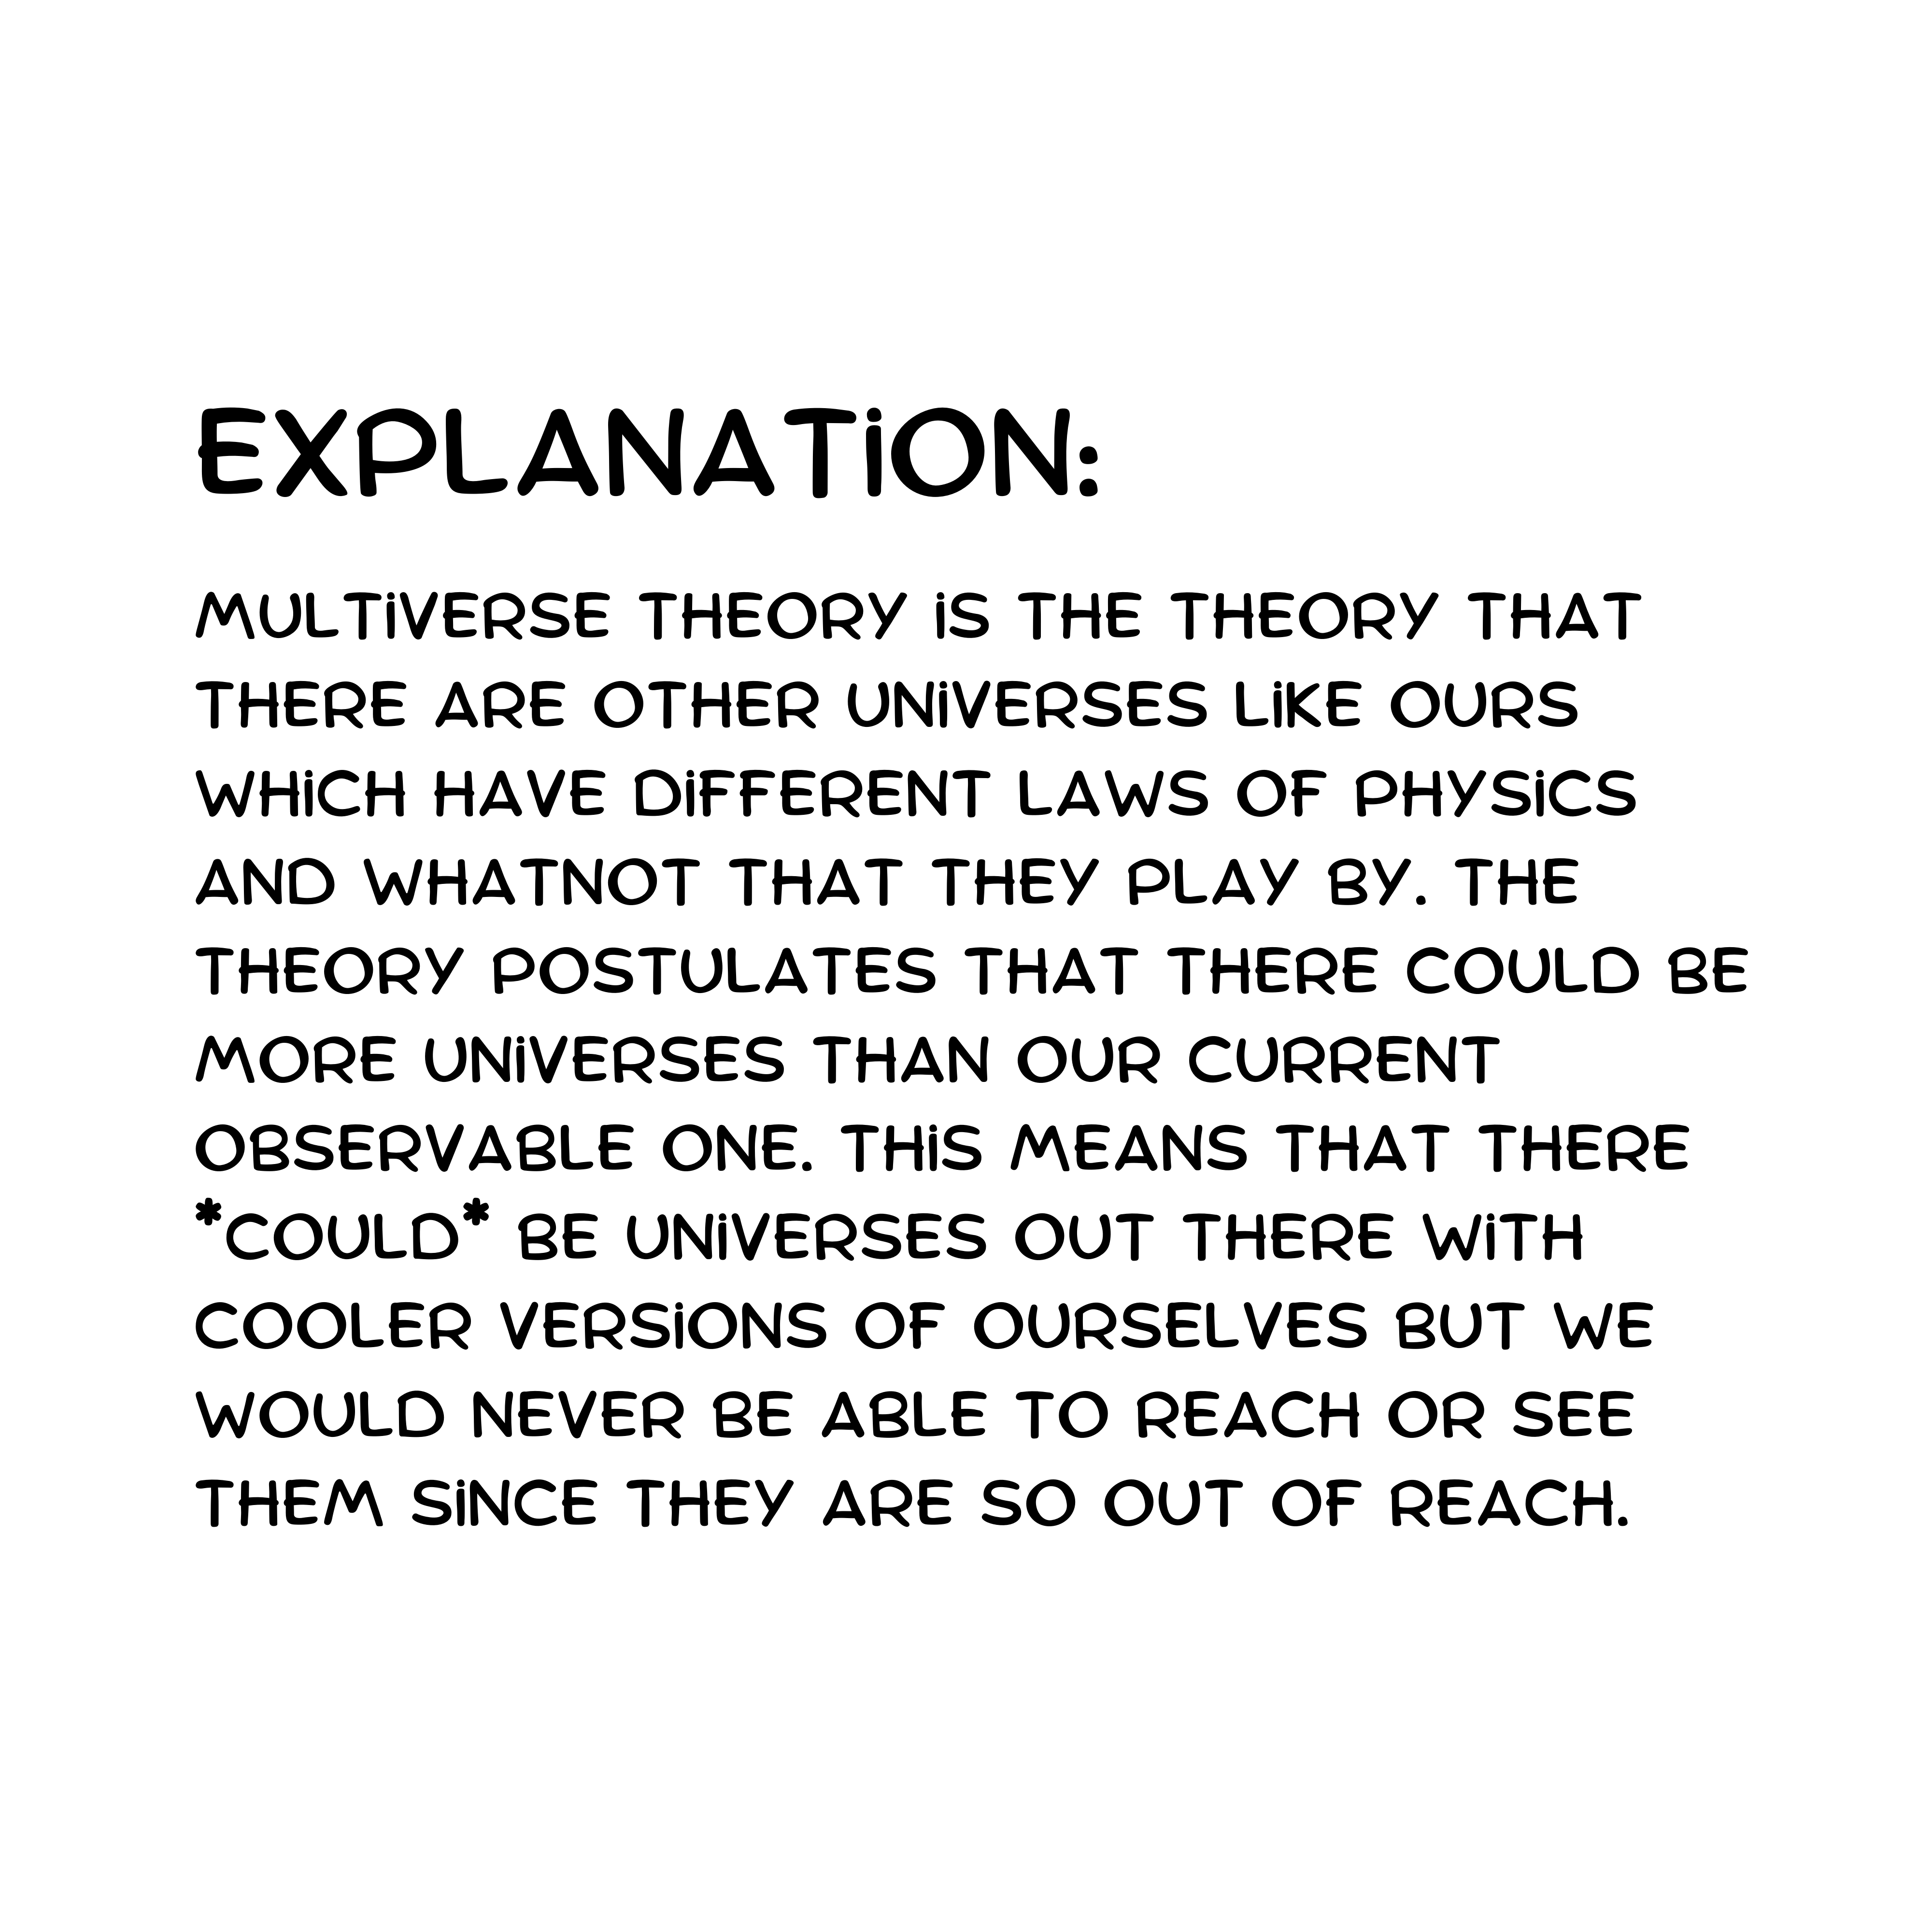 EXPLANATiON:
MULTiVERSE THEORY iS THE THEORY THAT
THERE ARE OTHER UNiVERSES LiKE OURS
WHiCH HAVE DiFFERENT LAWS OF PHYSiCS
AND WHATNOT THAT THEY PLAY BY. THE
THEORY POSTULATES THAT THERE COULD BE
MORE UNiVERSES THAN OUR CURRENT
OBSERVABLE ONE. THiS MEANS THAT THERE
*COULD* BE UNiVERSES OUT THERE WiTH
COOLER VERSiONS OF OURSELVES BUT WE
WOULD NEVER BE ABLE TO REACH OR SEE
THEM SiNCE THEY ARE SO OUT OF REACH.